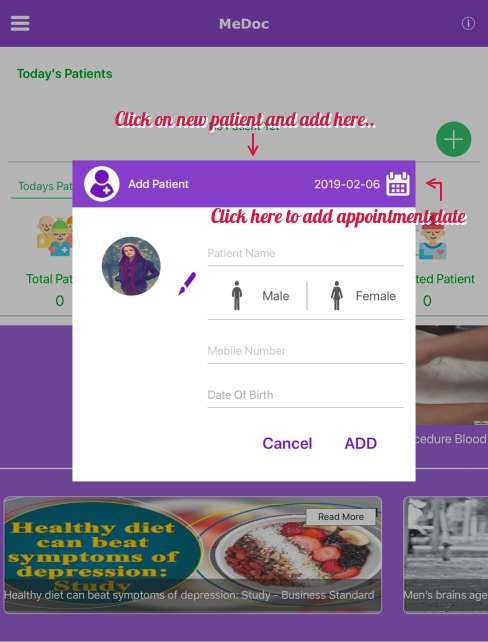 MeDoc
Today's Patients
Click on new patient and add here..
Patient Yet
Add Patient
2019-02-06
Todays Pat
Click here to add appointment date
Patient Name
Total Pat
ted Patient
0
0
Male
Female
Mobile Number
Date Of Birth
Cancel
ADD
cedure Blood
Read More
Healthy diet
can beat
symptoms of
depression:
Study
Healthy diet can beat symptoms of depression: Study - Business Standard
Men's brains age